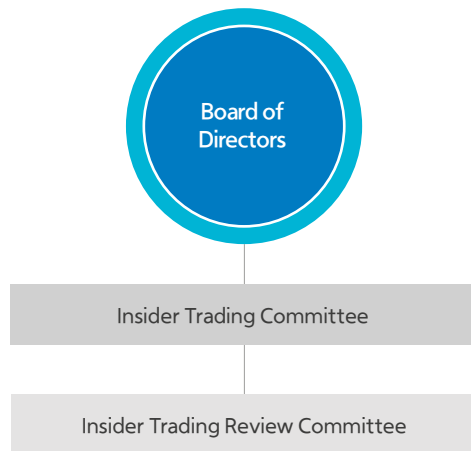 Board of
Directors
Insider Trading Committee
Insider Trading Review Committee